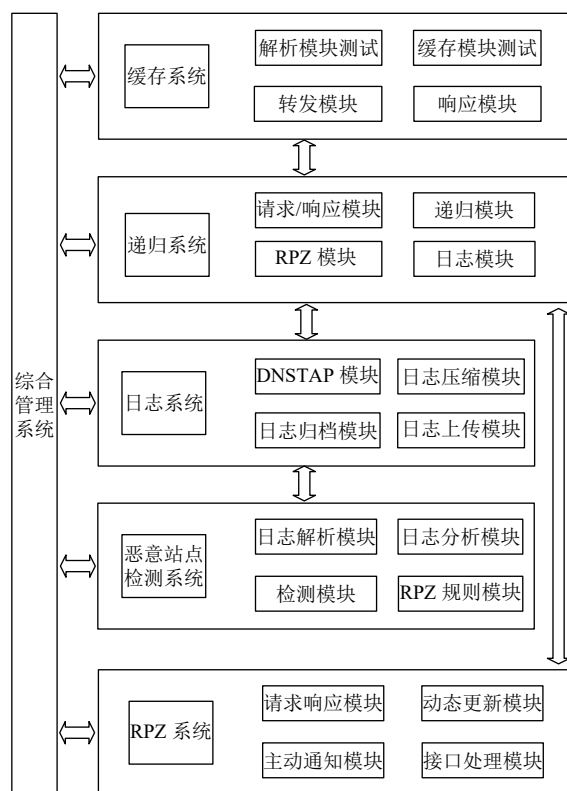 综合
管理
系统
缓存系统
解析模块测试
缓存模块测试
转发模块
响应模块
递归系统
请求/响应模块
递归模块
RPZ 模块
日志模块
日志系统
DNSTAP 模块
日志压缩模块
日志归档模块
日志上传模块
恶意站点
检测系统
日志解析模块
日志分析模块
检测模块
RPZ 规则模块
RPZ 系统
请求响应模块
动态更新模块
主动通知模块
接口处理模块